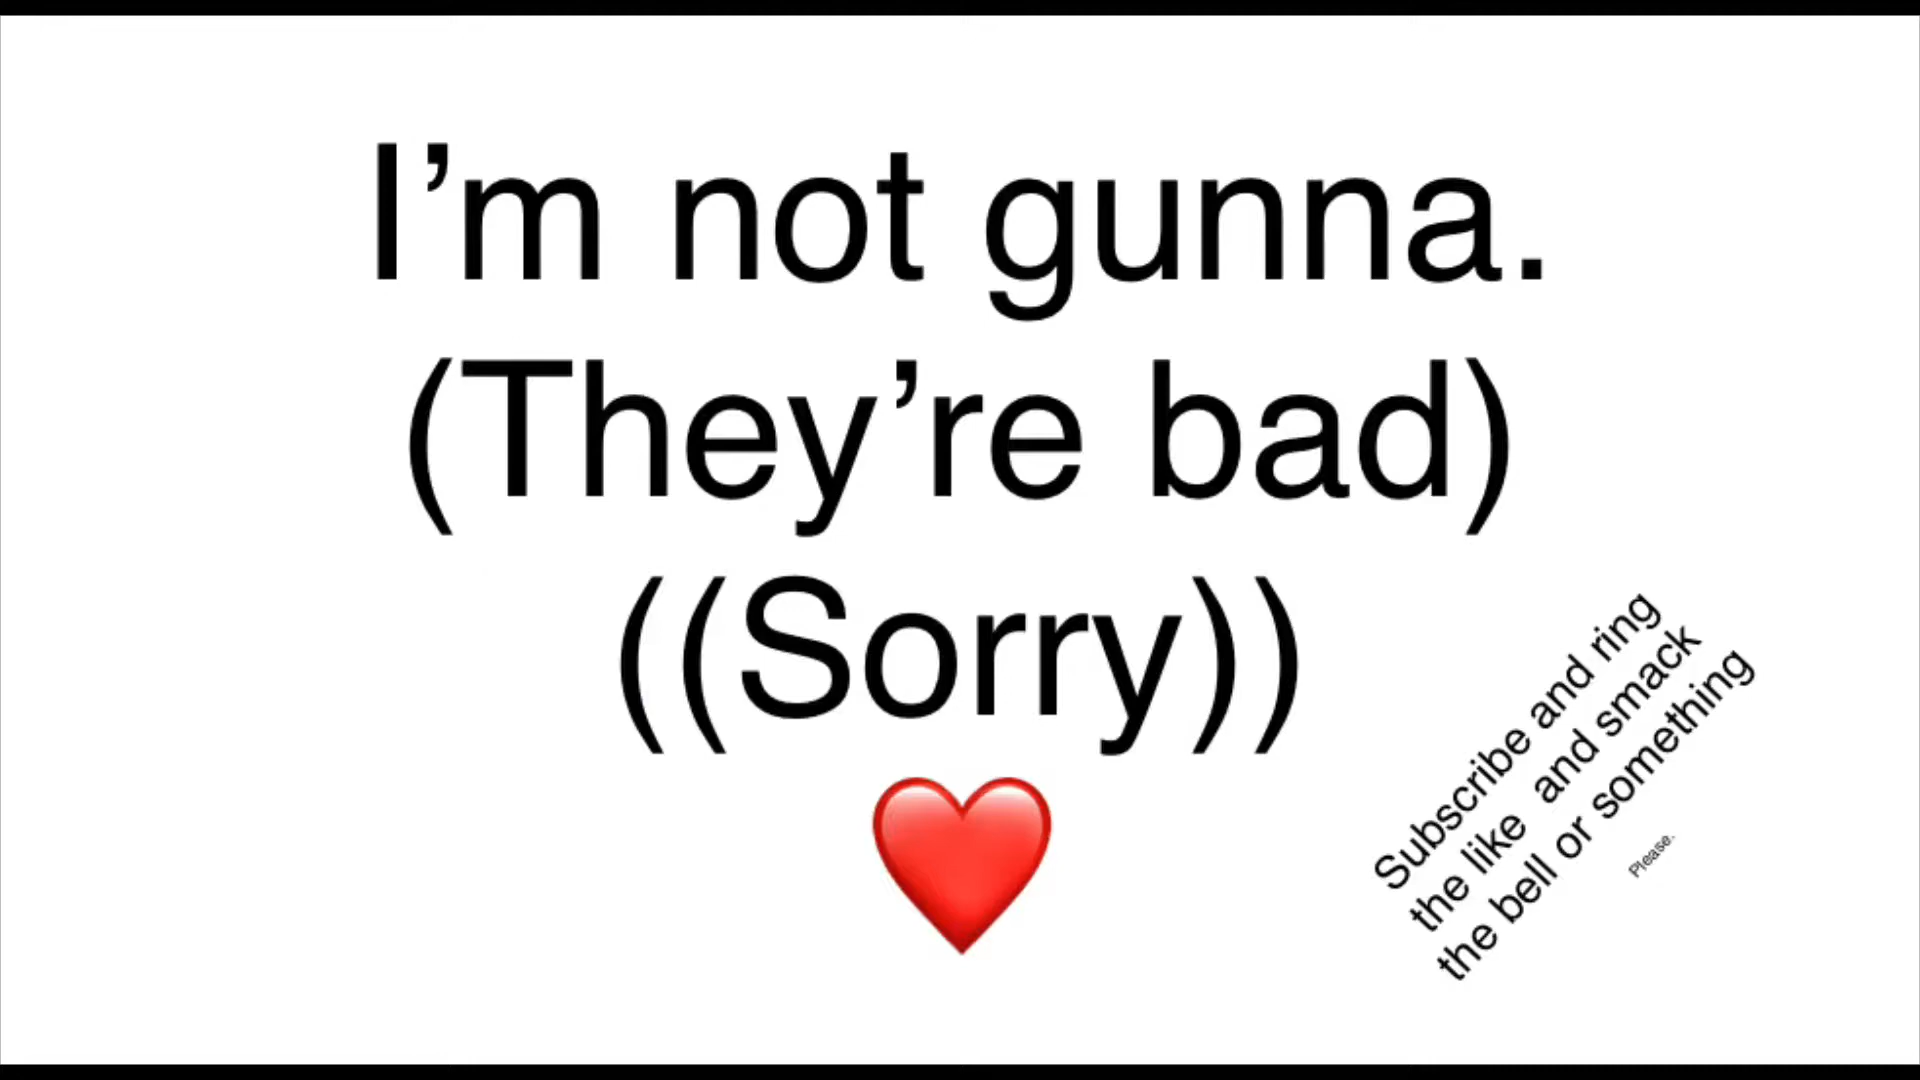 I’m not gunna.
(They’re bad)
((Sorry))
❤️
Subscribe and ring
the like  and smack
the bell or something
Please.